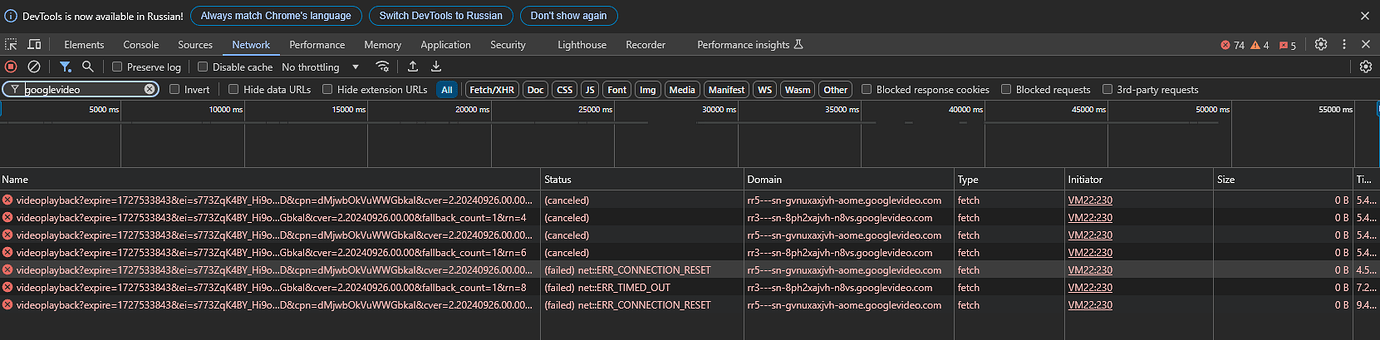 DevTools is now available in Russian! Always match Chrome's language Switch DevTools to Russian Don't show again
Elements Console Sources Network Performance Memory Application Security Lighthouse Recorder Performance insights 74 4 5
Preserve log Disable cache No throttling
googlevideo Invert Hide data URLs Hide extension URLs All Fetch/XHR Doc CSS JS Font Img Media Manifest WS Wasm Other Blocked response cookies Blocked requests 3rd-party requests
5000 ms 10000 ms 15000 ms 20000 ms 25000 ms 30000 ms 35000 ms 40000 ms 45000 ms 50000 ms 55000 ms
Name Status Domain Type Initiator Size Ti...
videoplayback?expire=1727533843&ei=s773ZqK4BY_Hi9o...D&cpn=dMjwbOkVuWWGbkal&cver=2.20240926.00.00... (canceled) rr5---sn-gvnuxaxjvh-aome.googlevideo.com fetch VM22:230 0 B 5.4...
videoplayback?expire=1727533843&ei=s773ZqK4BY_Hi9o...Gbkal&cver=2.20240926.00.00&fallback_count=1&rn=4 (canceled) rr3---sn-8ph2xajvh-n8vs.googlevideo.com fetch VM22:230 0 B 5.4...
videoplayback?expire=1727533843&ei=s773ZqK4BY_Hi9o...D&cpn=dMjwbOkVuWWGbkal&cver=2.20240926.00.00... (canceled) rr5---sn-gvnuxaxjvh-aome.googlevideo.com fetch VM22:230 0 B 5.4...
videoplayback?expire=1727533843&ei=s773ZqK4BY_Hi9o...Gbkal&cver=2.20240926.00.00&fallback_count=1&rn=6 (canceled) rr3---sn-8ph2xajvh-n8vs.googlevideo.com fetch VM22:230 0 B 5.4...
videoplayback?expire=1727533843&ei=s773ZqK4BY_Hi9o...D&cpn=dMjwbOkVuWWGbkal&cver=2.20240926.00.00... (failed) net::ERR_CONNECTION_RESET rr5---sn-gvnuxaxjvh-aome.googlevideo.com fetch VM22:230 0 B 4.5...
videoplayback?expire=1727533843&ei=s773ZqK4BY_Hi9o...Gbkal&cver=2.20240926.00.00&fallback_count=1&rn=8 (failed) net::ERR_TIMED_OUT rr3---sn-8ph2xajvh-n8vs.googlevideo.com fetch VM22:230 0 B 7.2...
videoplayback?expire=1727533843&ei=s773ZqK4BY_Hi9o...D&cpn=dMjwbOkVuWWGbkal&cver=2.20240926.00.00... (failed) net::ERR_CONNECTION_RESET rr5---sn-gvnuxaxjvh-aome.googlevideo.com fetch VM22:230 0 B 9.4...